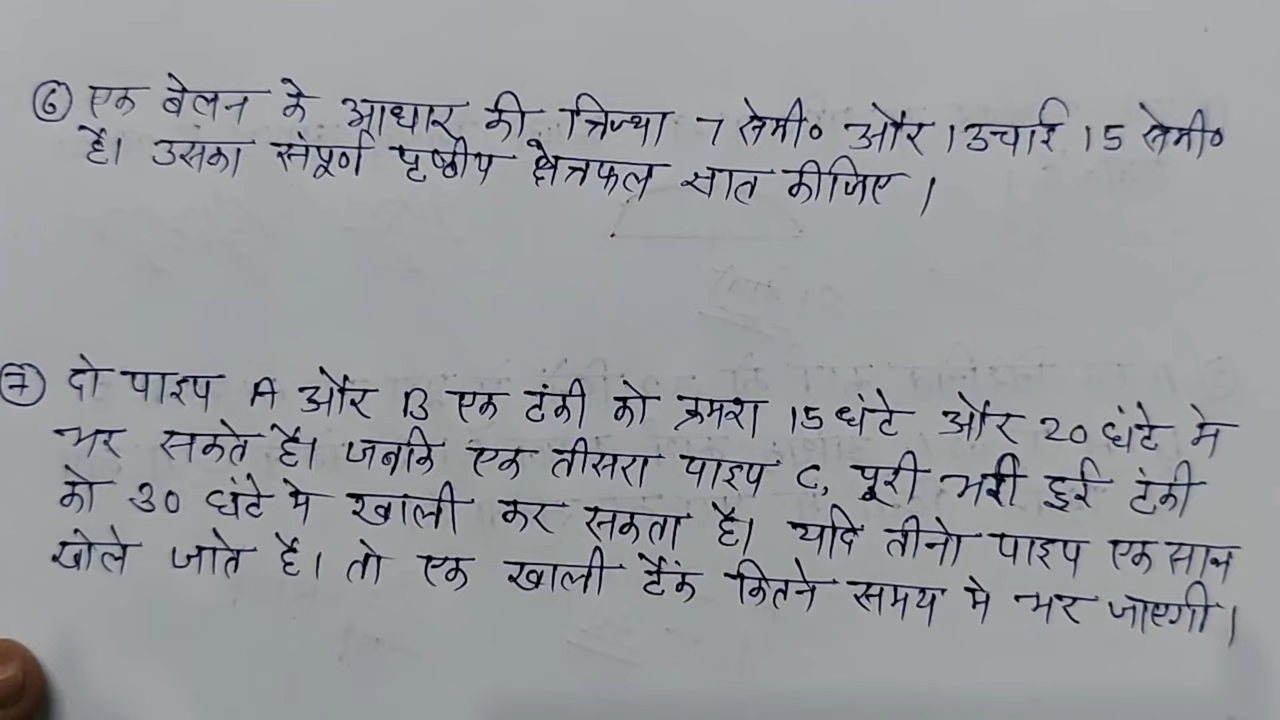 ⑥ एक बेलन के आधार की त्रिज्या 7 सेमी० और ।उचाई 15 सेमी०
है। उसका संपूर्ण पृष्ठीय क्षेत्रफल ज्ञात कीजिए ।
⑦ दो पाइप A और B एक टंकी को क्रमश 15 घंटे और 20 घंटे मे
भर सकते है। जबकि एक तीसरा पाइप C, पूरी भरी हुई टंकी
को 30 घंटे मे खाली कर सकता है। यदि तीनो पाइप एक साथ
खोले जाते है। तो एक खाली टैंक कितने समय मे भर जाएगी।